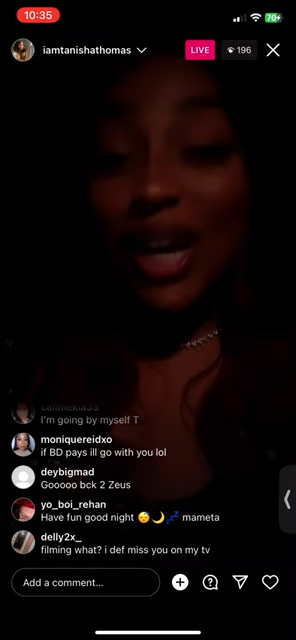 10:35
70
iamtanishathomas
LIVE
196
callmekia35
I'm going by myself T
moniquereidxo
if BD pays ill go with you lol
deybigmad
Gooooo bck 2 Zeus
yo_boi_rehan
Have fun good night 😴🌙💤 mameta
delly2x_
filming what? i def miss you on my tv
Add a comment...